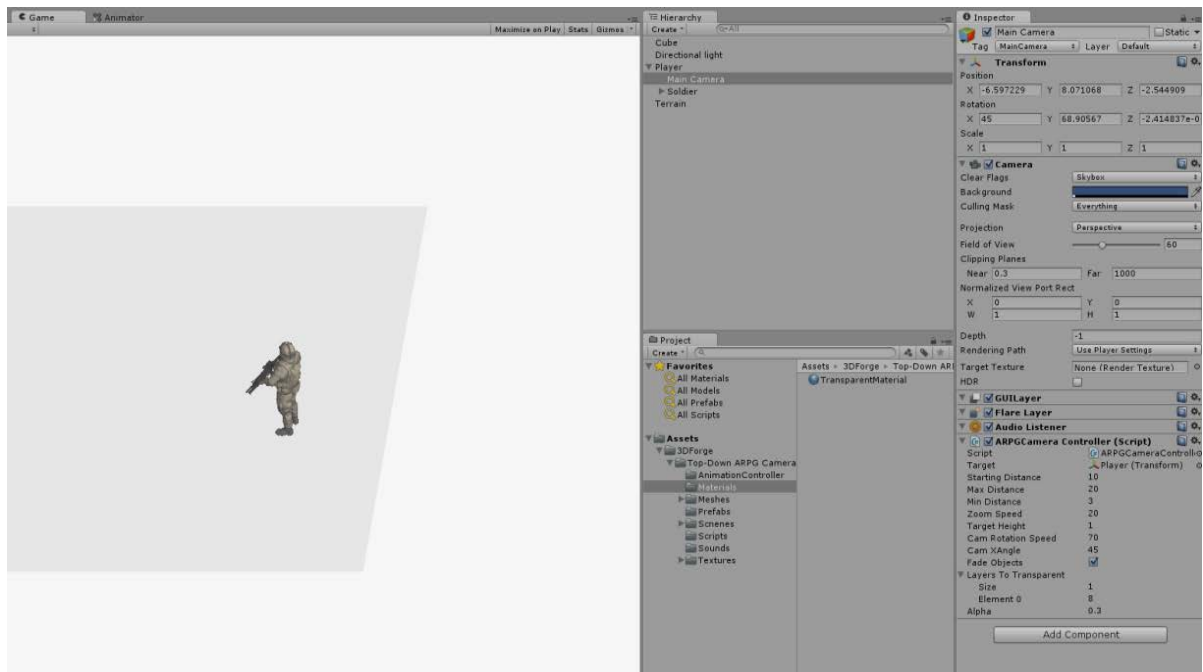 Game
Animator
Maximize on Play Stats Gizmos
Hierarchy
Create
All
Cube
Directional light
Player
Main Camera
Soldier
Terrain
Project
Create
Favorites
All Materials
All Models
All Prefabs
All Scripts
Assets
3DForge
Top-Down ARPG Camera
AnimationController
Materials
Meshes
Prefabs
Scnenes
Scripts
Sounds
Textures
Assets 3DForge Top-Down AR
TransparentMaterial
Inspector
Main Camera Static
Tag MainCamera Layer Default
Transform
Position
X -6.597229 Y 8.071068 Z -2.544909
Rotation
X 45 Y 68.90567 Z -2.414837e-0
Scale
X 1 Y 1 Z 1
Camera
Clear Flags Skybox
Background
Culling Mask Everything
Projection Perspective
Field of View 60
Clipping Planes
Near 0.3 Far 1000
Normalized View Port Rect
X 0 Y 0
W 1 H 1
Depth -1
Rendering Path Use Player Settings
Target Texture None (Render Texture)
HDR
GUILayer
Flare Layer
Audio Listener
ARPGCamera Controller (Script)
Script ARPGCameraControll
Target Player (Transform)
Starting Distance 10
Max Distance 20
Min Distance 3
Zoom Speed 20
Target Height 1
Cam Rotation Speed 70
Cam XAngle 45
Fade Objects
Layers To Transparent
Size 1
Element 0 8
Alpha 0.3
Add Component